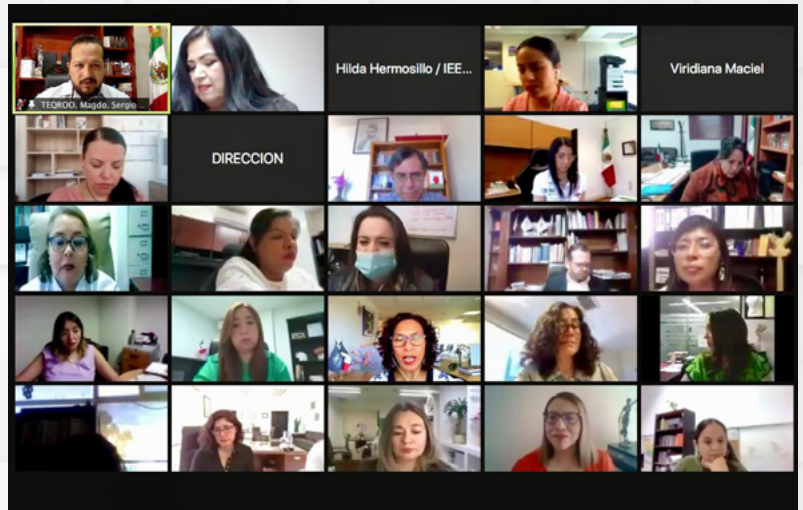 TEQROO, Magdo. Sergio ...
Hilda Hermosillo / IEE...
Viridiana Maciel
DIRECCION